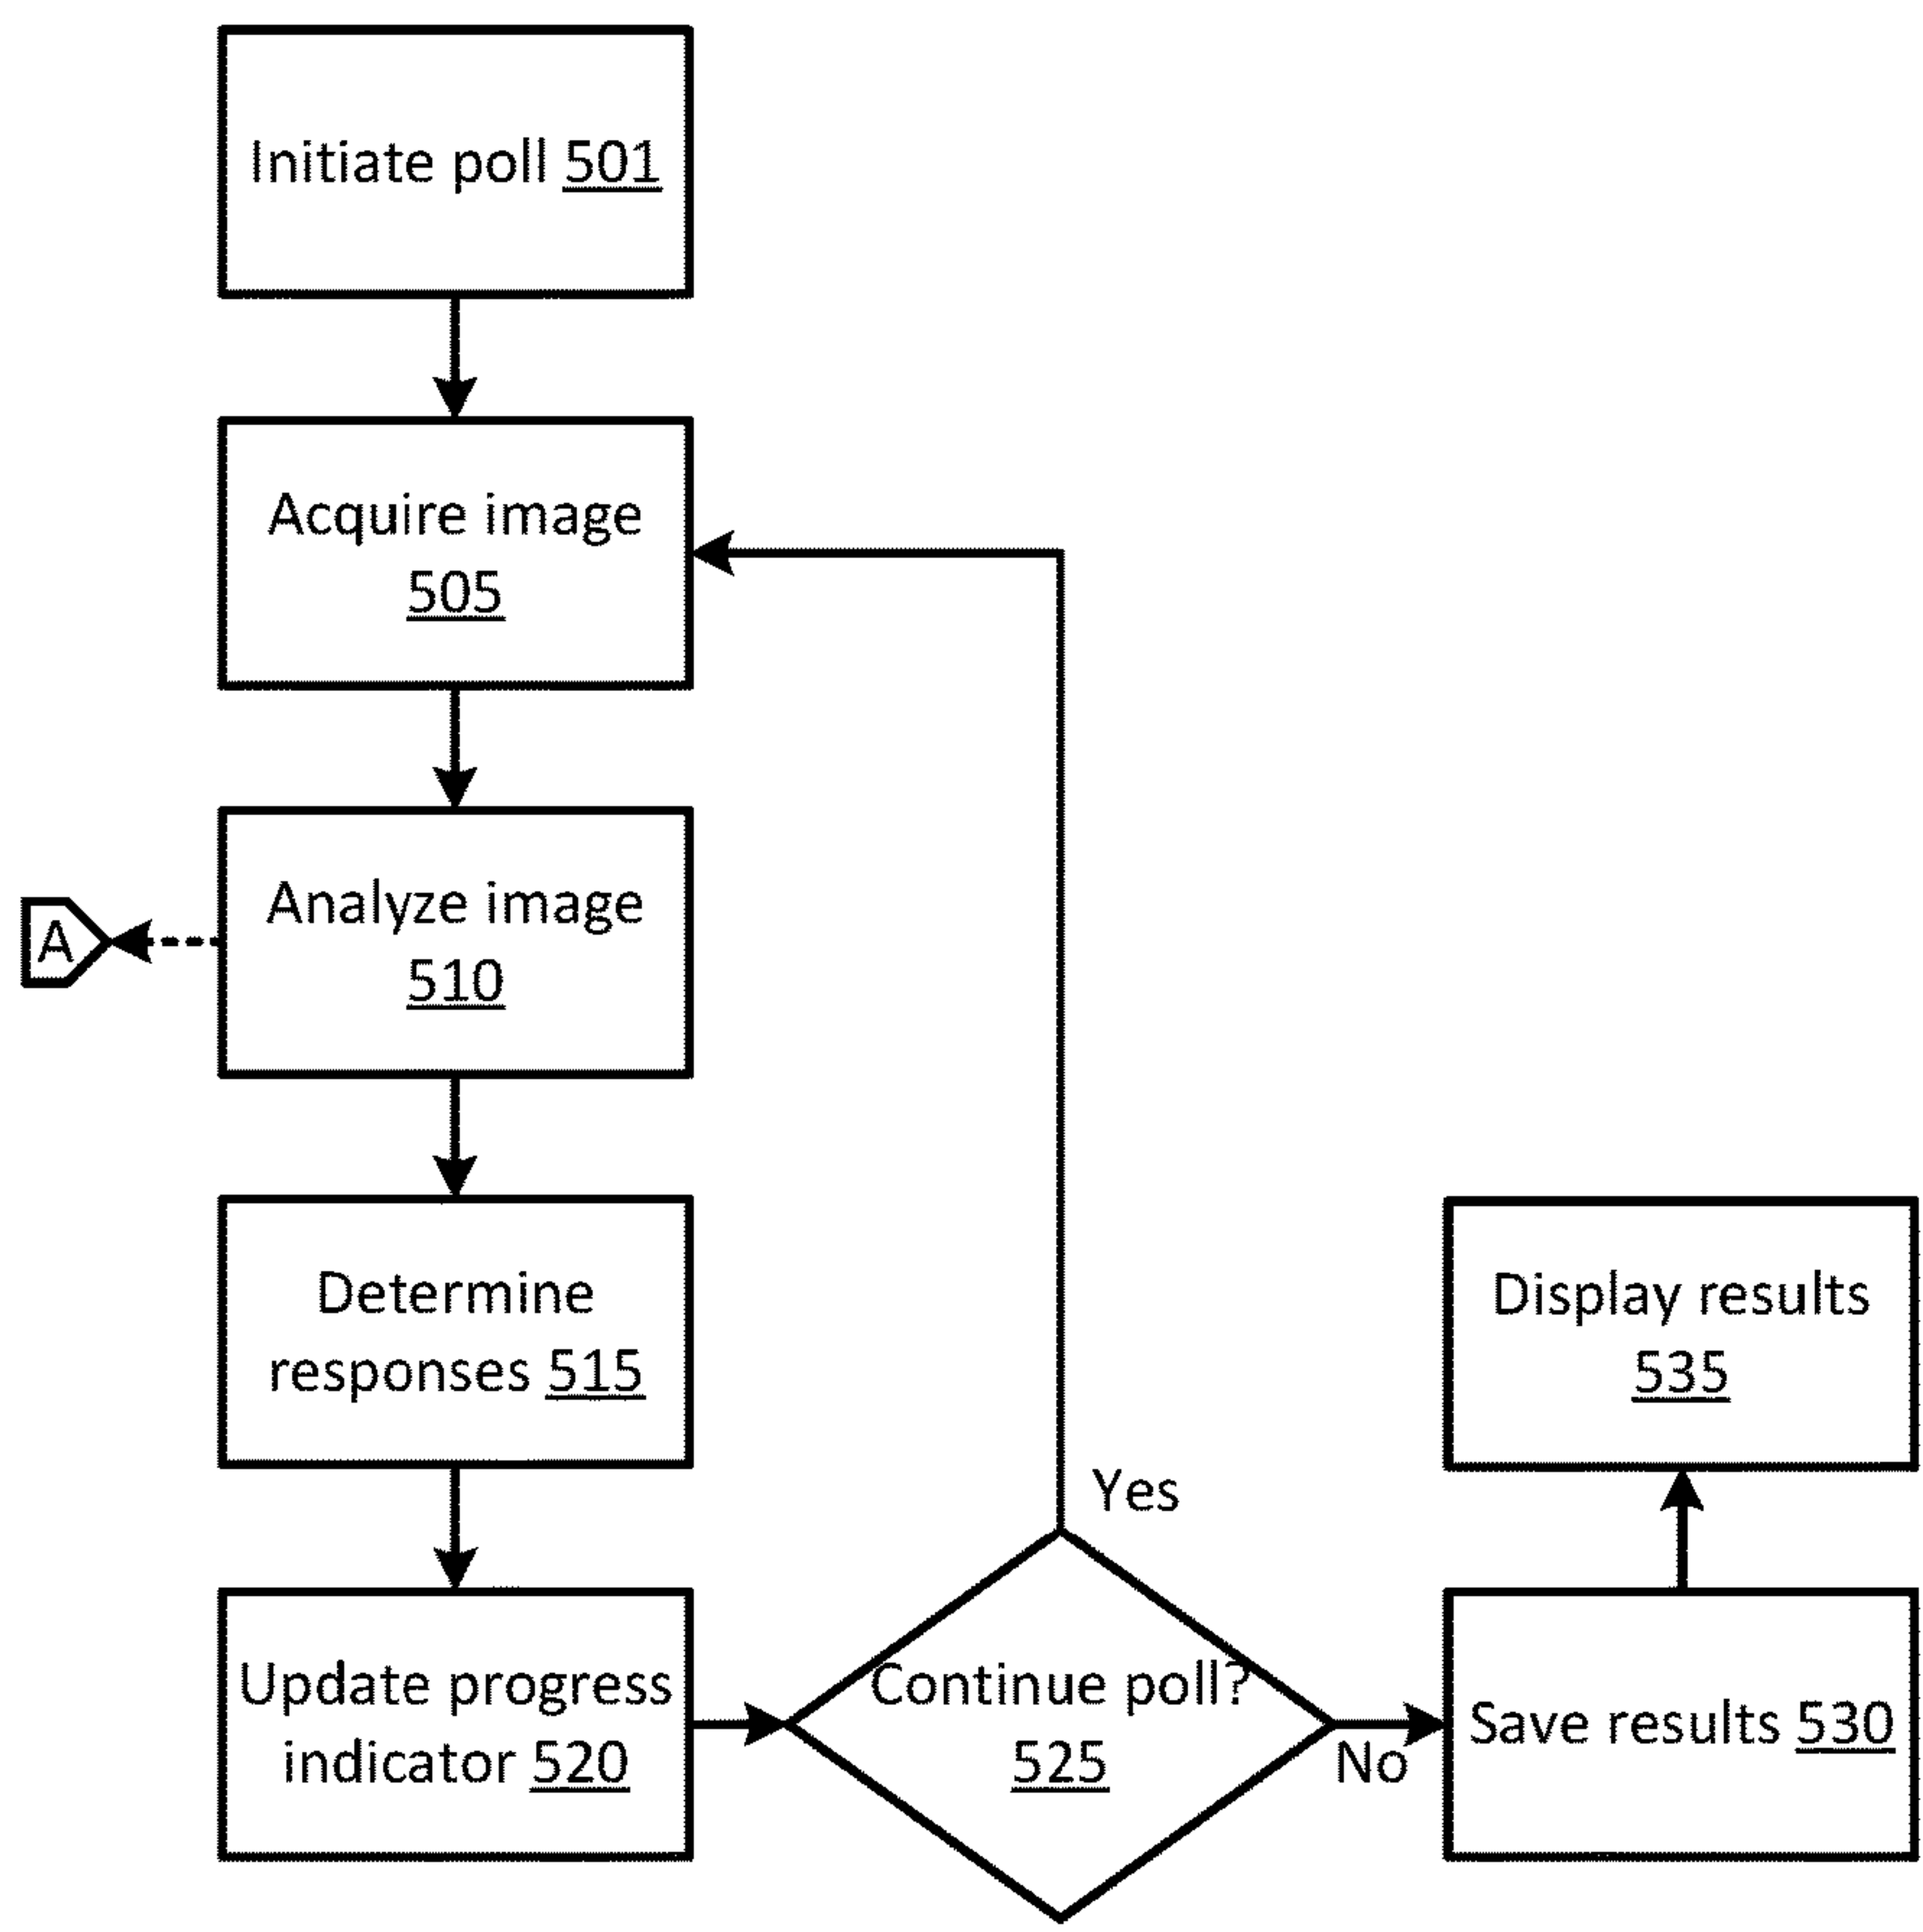 Initiate poll 501
Acquire image
505
Analyze image
510
A
Determine
responses 515
Update progress
indicator 520
Continue poll?
525
Yes
No
Save results 530
Display results
535